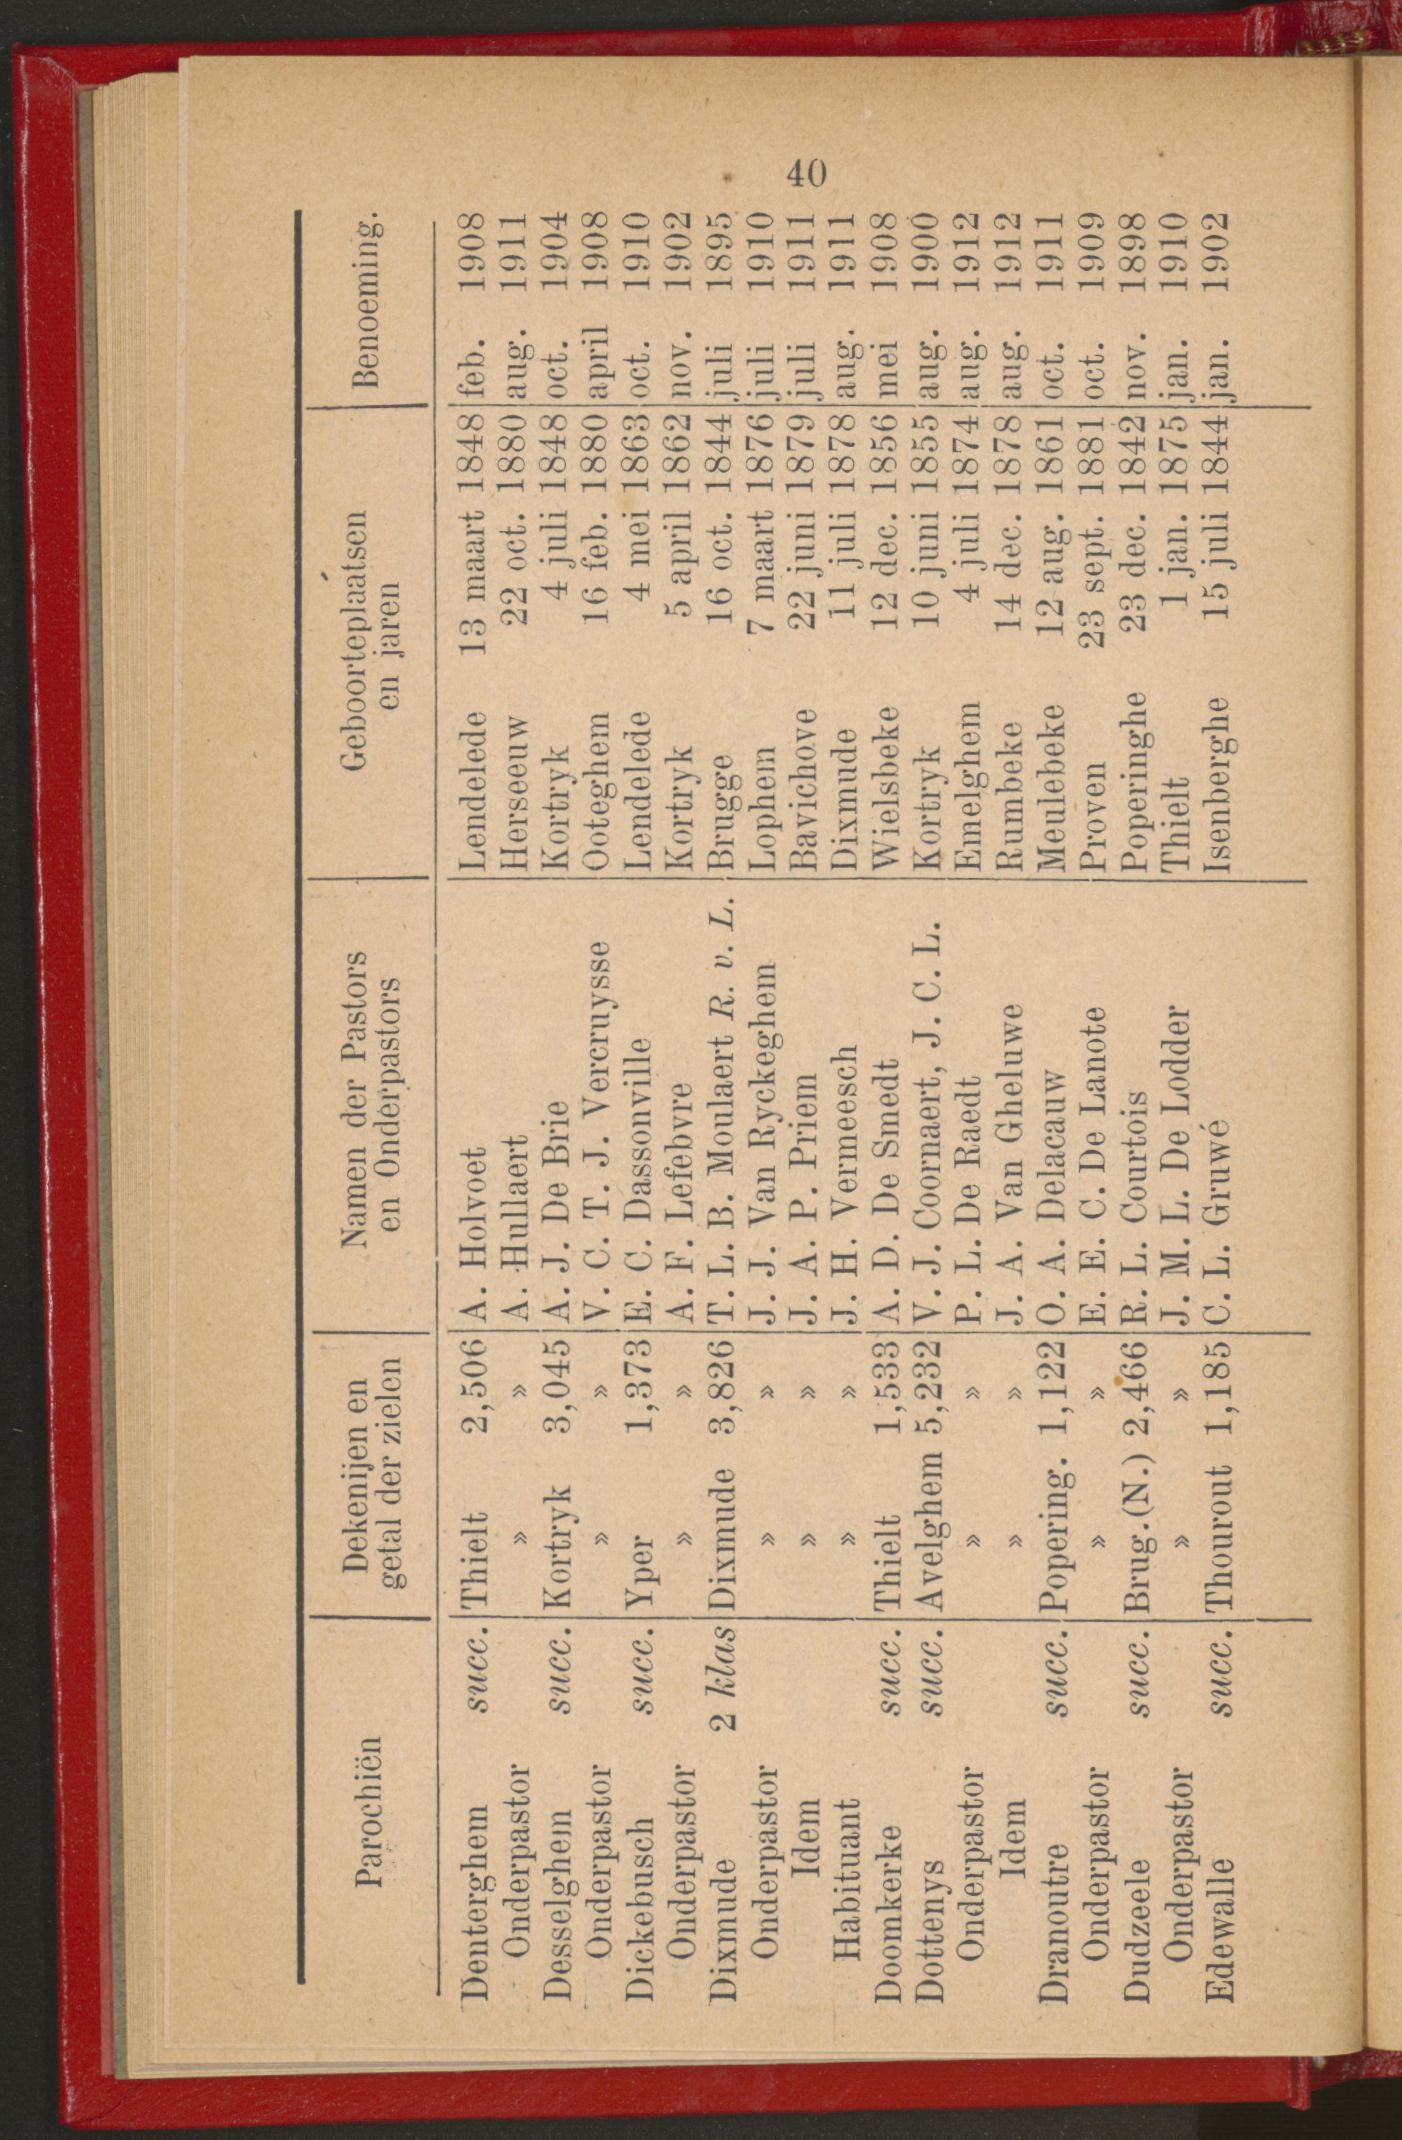 40
Parochiën Dekenijen en getal der zielen Namen der Pastors en Onderpastors Geboorteplaatsen en jaren Benoeming.
Denterghem succ. Thielt 2,506 A. Holvoet Lendelede 13 maart 1848 feb. 1908
Onderpastor » » A. Hullaert Herseeuw 22 oct. 1880 aug. 1911
Desselghem succ. Kortryk 3,045 A. J. De Brie Kortryk 4 juli 1848 oct. 1904
Onderpastor » » V. C. T. J. Vercruysse Ooteghem 16 feb. 1880 april 1908
Dickebusch succ. Yper 1,373 E. C. Dassonville Lendelede 4 mei 1863 oct. 1910
Onderpastor » » A. F. Lefebvre Kortryk 5 april 1862 nov. 1902
Dixmude 2 klas Dixmude 3,826 T. L. B. Moulaert R. v. L. Brugge 16 oct. 1844 juli 1895
Onderpastor » » J. J. Van Ryckeghem Lophem 7 maart 1876 juli 1910
Idem » » J. A. P. Priem Bavichove 22 juni 1879 juli 1911
Habituant » » J. H. Vermeesch Dixmude 11 juli 1878 aug. 1911
Doomkerke succ. Thielt 1,533 A. D. De Smedt Wielsbeke 12 dec. 1856 mei 1908
Dottenys succ. Avelghem 5,232 V. J. Coornaert, J. C. L. Kortryk 10 juni 1855 aug. 1900
Onderpastor » » P. L. De Raedt Emelghem 4 juli 1874 aug. 1912
Idem » » J. A. Van Gheluwe Rumbeke 14 dec. 1878 aug. 1912
Dranoutre succ. Popering. 1,122 O. A. Delacauw Meulebeke 12 aug. 1861 oct. 1911
Onderpastor » » E. E. C. De Lanote Proven 23 sept. 1881 oct. 1909
Dudzeele succ. Brug.(N.) 2,466 R. L. Courtois Poperinghe 23 dec. 1842 nov. 1898
Onderpastor » » J. M. L. De Lodder Thielt 1 jan. 1875 jan. 1910
Edewalle succ. Thourout 1,185 C. L. Gruwé Isenberghe 15 juli 1844 jan. 1902